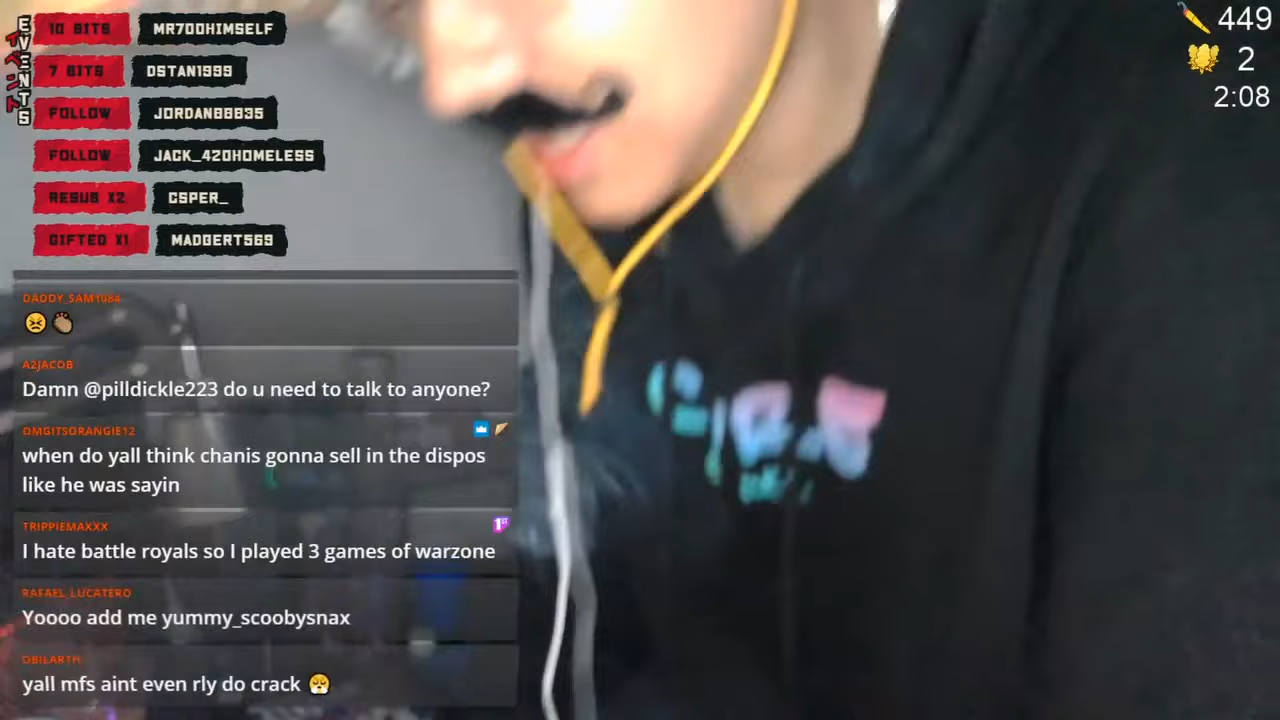 EVENTS
10 BITS MR700HIMSELF
7 BITS DSTAN1999
FOLLOW JORDAN88835
FOLLOW JACK_420HOMELESS
RESUB X2 CSPER_
GIFTED X1 MADBERT569
449
2
2:08
DADDY_SAM1084
A2JACOB
Damn @pilldickle223 do u need to talk to anyone?
OMGITSORANGIE12
when do yall think chanis gonna sell in the dispos
like he was sayin
TRIPPIEMAXXX
I hate battle royals so I played 3 games of warzone
RAFAEL_LUCATERO
Yoooo add me yummy_scoobysnax
OBILARTH
yall mfs aint even rly do crack